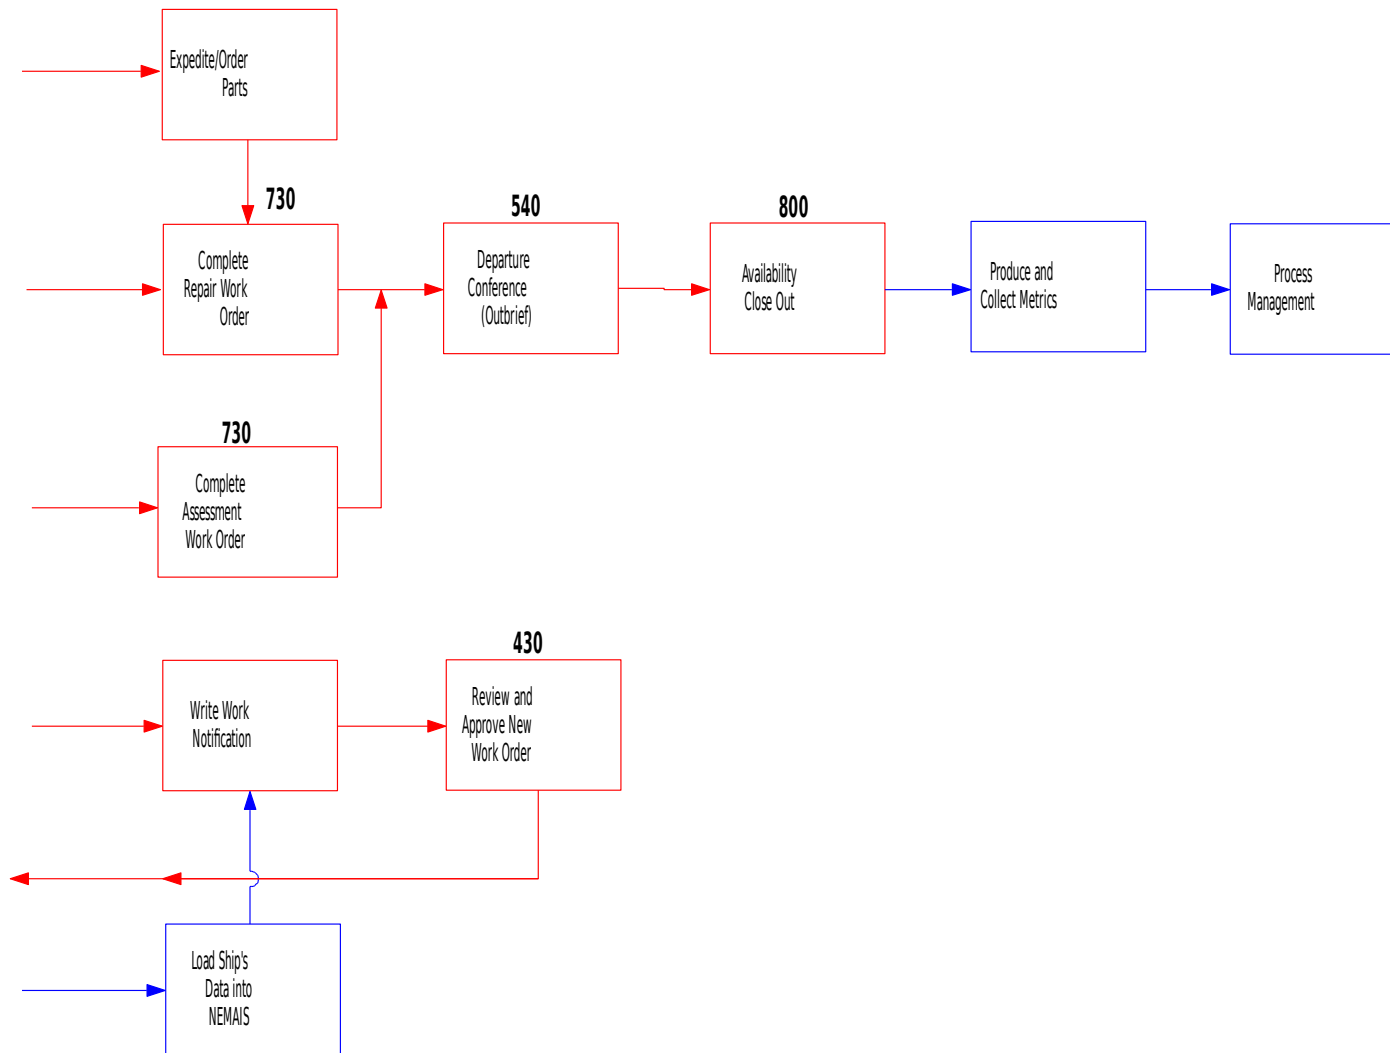 Expedite/Order
Parts
730
Complete
Repair Work
Order
540
Departure
Conference
(Outbrief)
800
Availability
Close Out
Produce and
Collect Metrics
Process
Management
730
Complete
Assessment
Work Order
Write Work
Notification
430
Review and
Approve New
Work Order
Load Ship's
Data into
NEMAIS